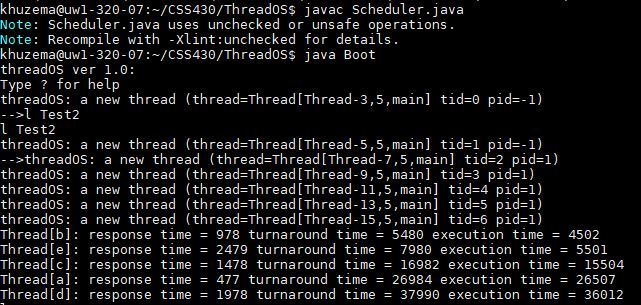 khuzema@uw1-320-07:~/CSS430/ThreadOS$ javac Scheduler.java
Note: Scheduler.java uses unchecked or unsafe operations.
Note: Recompile with -Xlint:unchecked for details.
khuzema@uw1-320-07:~/CSS430/ThreadOS$ java Boot
threadOS ver 1.0:
Type ? for help
threadOS: a new thread (thread=Thread[Thread-3,5,main] tid=0 pid=-1)
-->l Test2
l Test2
threadOS: a new thread (thread=Thread[Thread-5,5,main] tid=1 pid=-1)
-->threadOS: a new thread (thread=Thread[Thread-7,5,main] tid=2 pid=1)
threadOS: a new thread (thread=Thread[Thread-9,5,main] tid=3 pid=1)
threadOS: a new thread (thread=Thread[Thread-11,5,main] tid=4 pid=1)
threadOS: a new thread (thread=Thread[Thread-13,5,main] tid=5 pid=1)
threadOS: a new thread (thread=Thread[Thread-15,5,main] tid=6 pid=1)
Thread[b]: response time = 978 turnaround time = 5480 execution time = 4502
Thread[e]: response time = 2479 turnaround time = 7980 execution time = 5501
Thread[c]: response time = 1478 turnaround time = 16982 execution time = 15504
Thread[a]: response time = 477 turnaround time = 26984 execution time = 26507
Thread[d]: response time = 1978 turnaround time = 37990 execution time = 36012